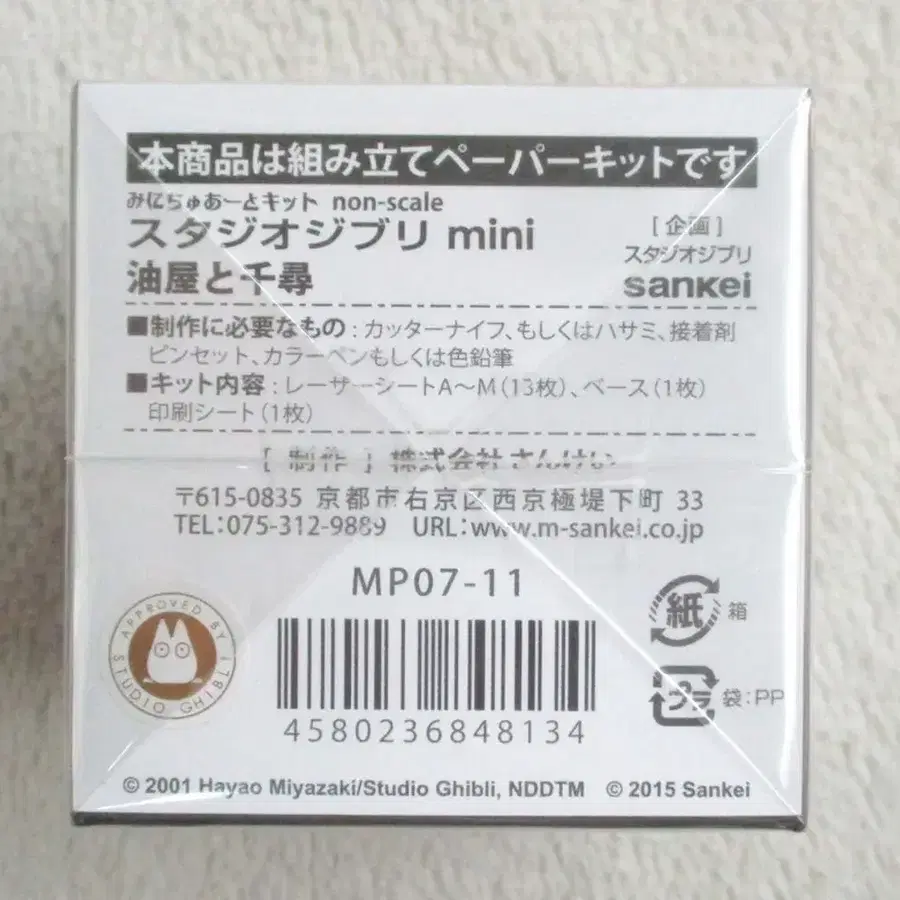 本商品は組み立てペーパーキットです
みにちゅあーとキット non-scale
スタジオジブリ mini
油屋と千尋
[企画]
スタジオジブリ
sankei
■制作に必要なもの：カッターナイフ、もしくはハサミ、接着剤
ピンセット、カラーペンもしくは色鉛筆
■キット内容：レーザーシートA〜M(13枚)、ベース(1枚)
印刷シート(1枚)
[制作] 株式会社さんけい
〒615-0835 京都市右京区西京極堤下町 33
TEL：075-312-9889 URL：www.m-sankei.co.jp
MP07-11
紙 箱
APPROVED BY
STUDIO GHIBLI
プラ 袋：PP
4580236848134
© 2001 Hayao Miyazaki/Studio Ghibli, NDDTM © 2015 Sankei